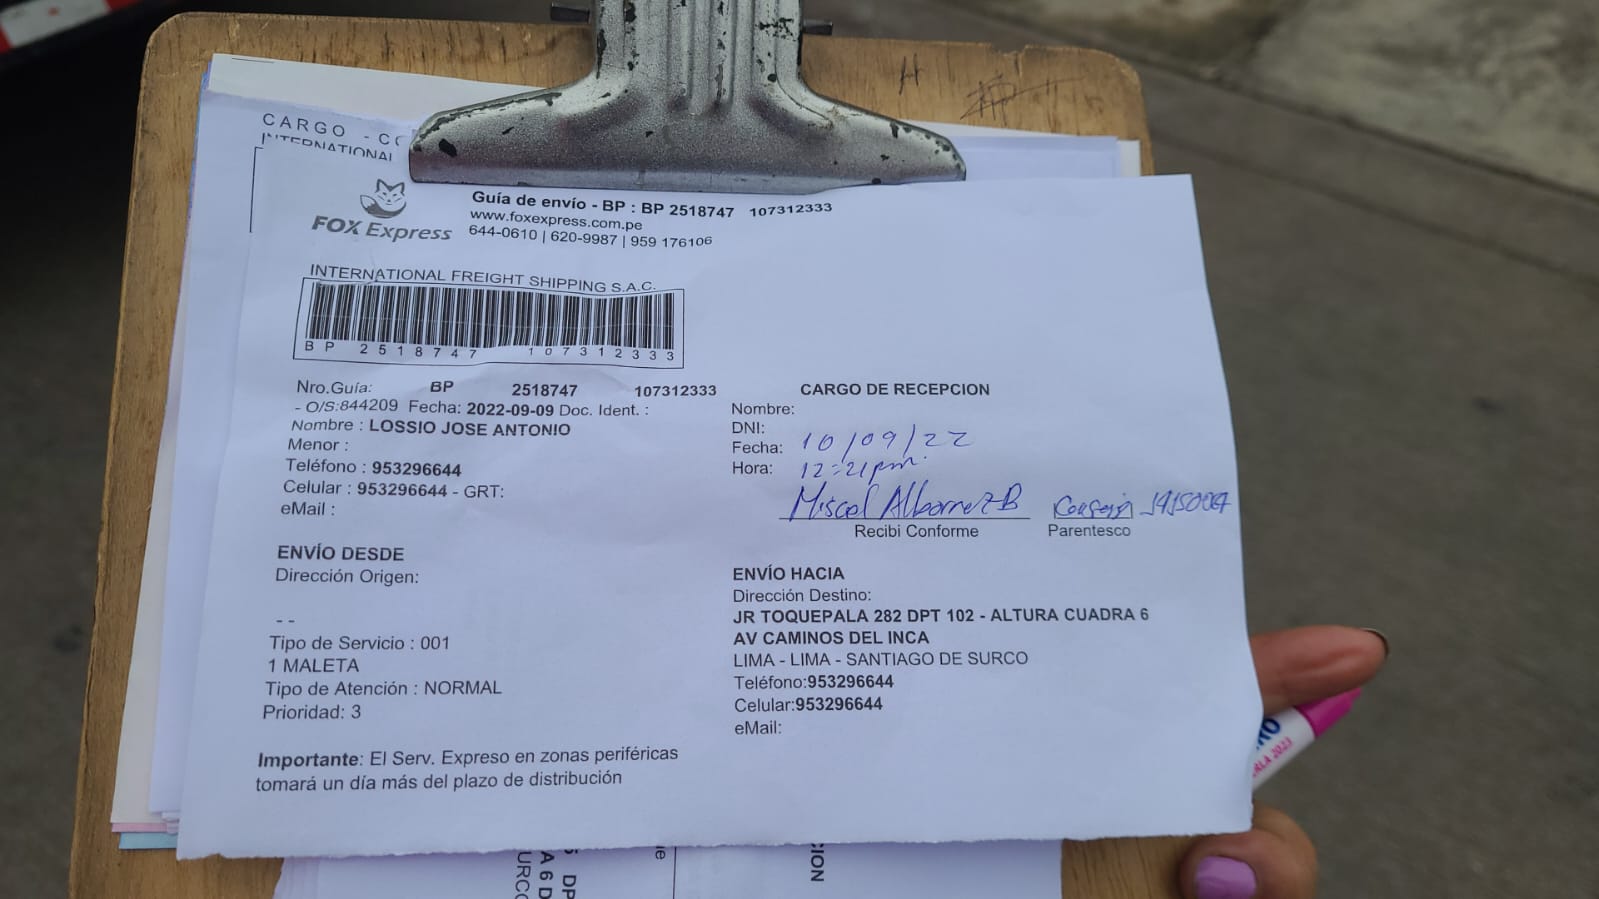 CARGO - CO
INTERNATIONAL
FOX Express
Guía de envío - BP : BP 2518747 107312333
www.foxexpress.com.pe
644-0610 | 620-9987 | 959 176106
INTERNATIONAL FREIGHT SHIPPING S.A.C.
BP 2518747 107312333
Nro.Guía: BP 2518747 107312333
- O/S:844209 Fecha: 2022-09-09 Doc. Ident. :
Nombre : LOSSIO JOSE ANTONIO
Menor :
Teléfono : 953296644
Celular : 953296644 - GRT:
eMail :
CARGO DE RECEPCION
Nombre:
DNI:
Fecha: 10/09/22
Hora: 12:21pm.
Recibi Conforme
Parentesco
ENVÍO DESDE
Dirección Origen:
- -
Tipo de Servicio : 001
1 MALETA
Tipo de Atención : NORMAL
Prioridad: 3
ENVÍO HACIA
Dirección Destino:
JR TOQUEPALA 282 DPT 102 - ALTURA CUADRA 6
AV CAMINOS DEL INCA
LIMA - LIMA - SANTIAGO DE SURCO
Teléfono:953296644
Celular:953296644
eMail:
Importante: El Serv. Expreso en zonas periféricas
tomará un día más del plazo de distribución